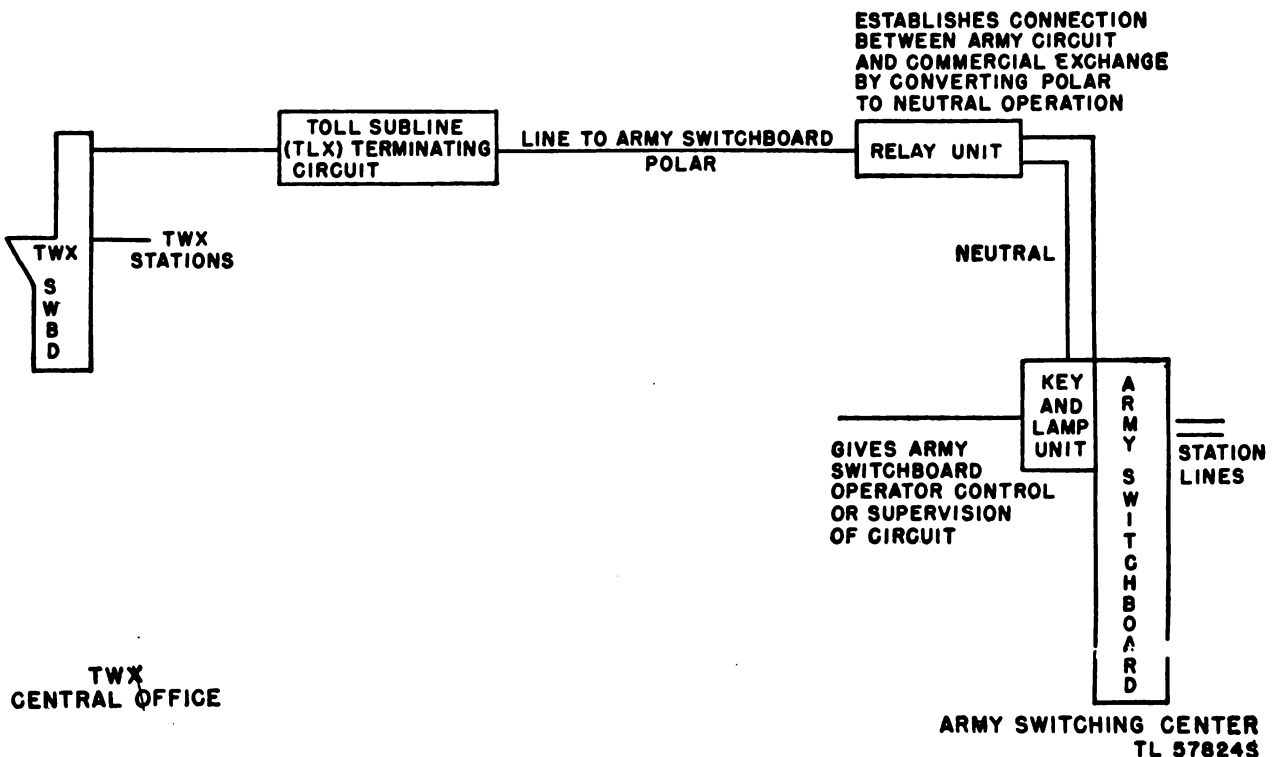 ESTABLISHES CONNECTION
BETWEEN ARMY CIRCUIT
AND COMMERCIAL EXCHANGE
BY CONVERTING POLAR
TO NEUTRAL OPERATION
TOLL SUBLINE
(TLX) TERMINATING
CIRCUIT
LINE TO ARMY SWITCHBOARD
POLAR
RELAY UNIT
TWX
SWBD
TWX
STATIONS
NEUTRAL
KEY
AND
LAMP
UNIT
ARMY SWITCHBOARD
STATION
LINES
GIVES ARMY
SWITCHBOARD
OPERATOR CONTROL
OR SUPERVISION
OF CIRCUIT
TWX
CENTRAL OFFICE
ARMY SWITCHING CENTER
TL 57824S